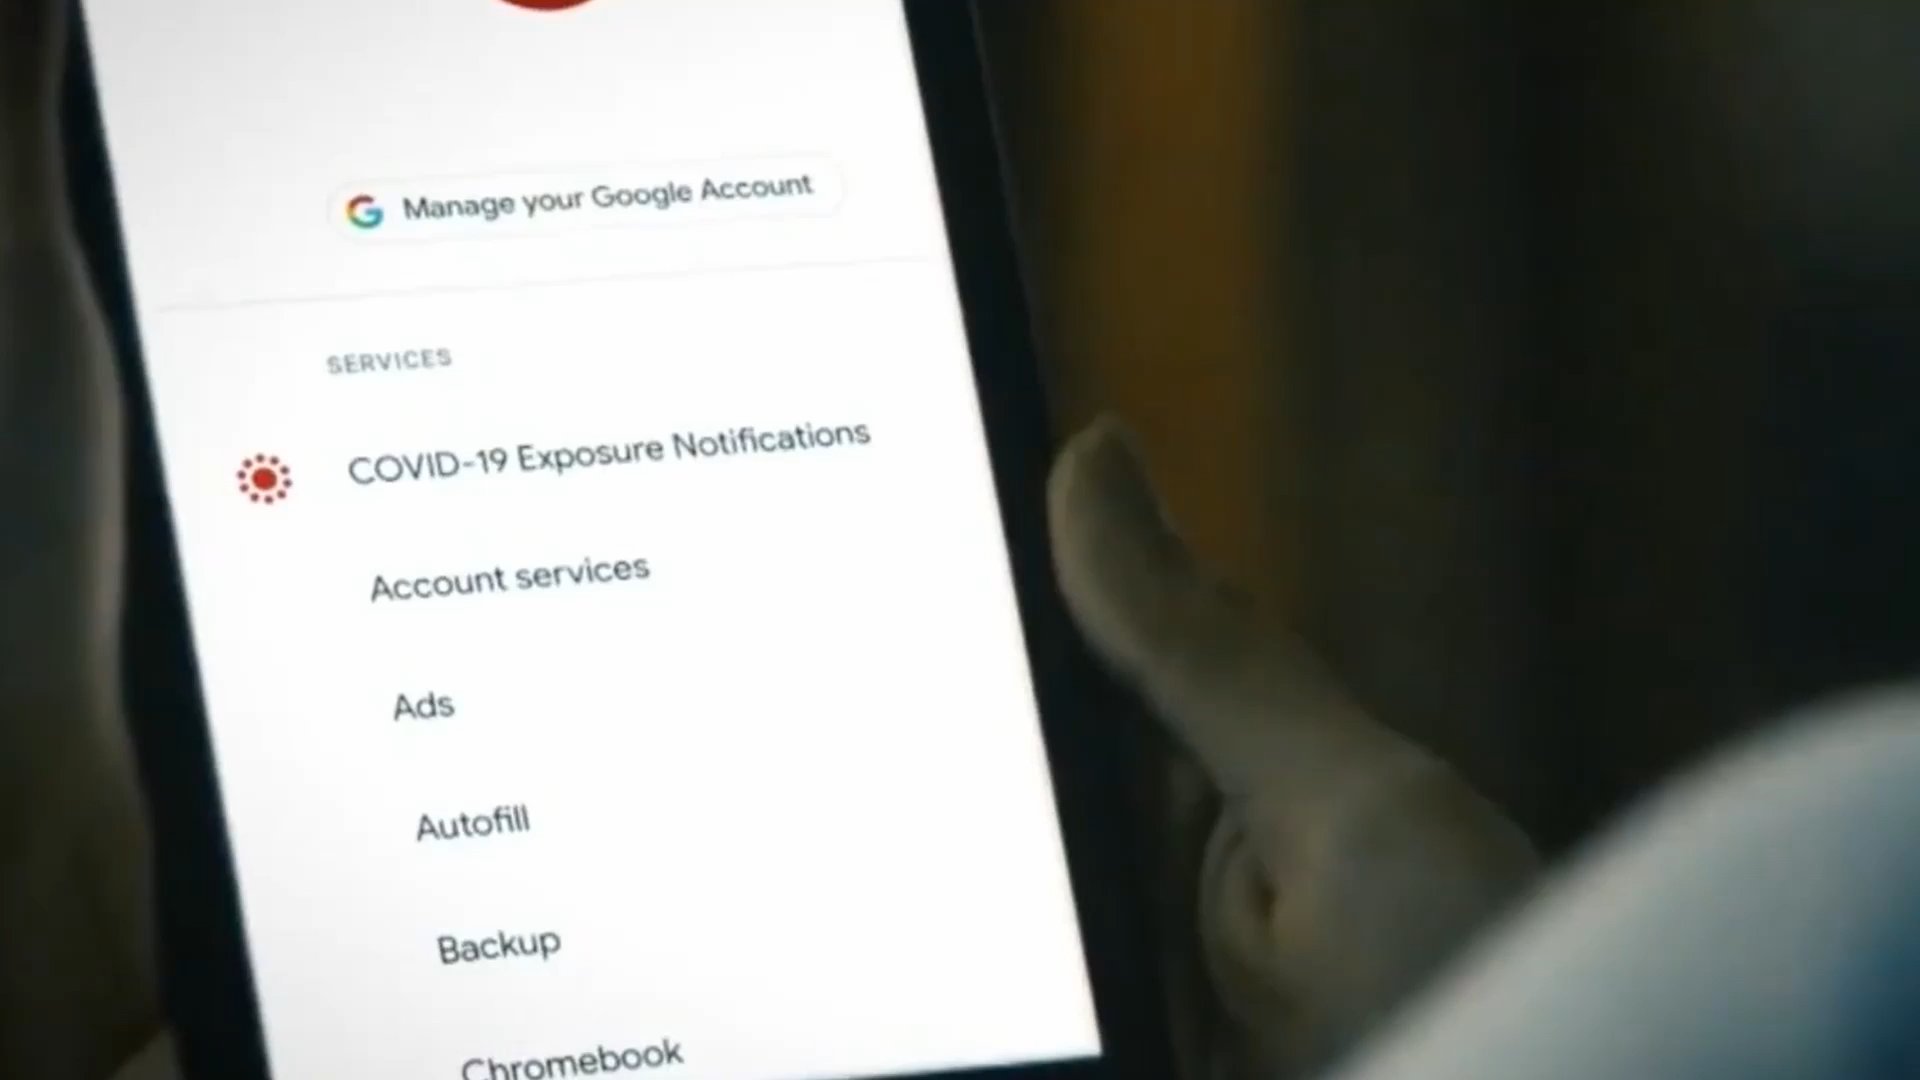 Manage your Google Account
SERVICES
COVID-19 Exposure Notifications
Account services
Ads
Autofill
Backup
Chromebook